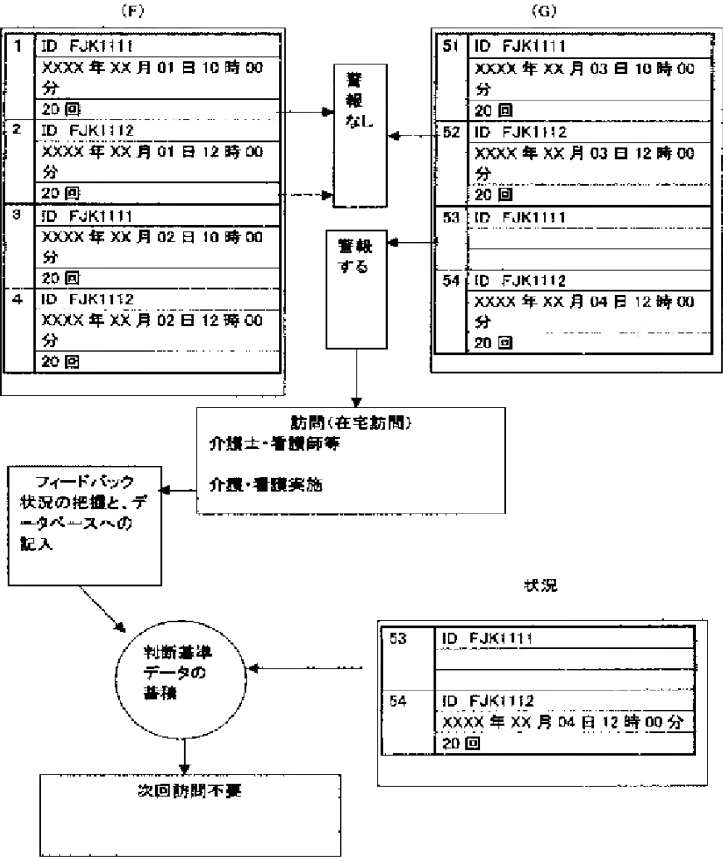 (F)
1 ID FJK1111
XXXX 年 XX 月 01 日 10 時 00
分
20 回
2 ID FJK1112
XXXX 年 XX 月 01 日 12 時 00
分
20 回
3 ID FJK1111
XXXX 年 XX 月 02 日 10 時 00
分
20 回
4 ID FJK1112
XXXX 年 XX 月 02 日 12 時 00
分
20 回
警
報
なし
警報
する
(G)
51 ID FJK1111
XXXX 年 XX 月 03 日 10 時 00
分
20 回
52 ID FJK1112
XXXX 年 XX 月 03 日 12 時 00
分
20 回
53 ID FJK1111
54 ID FJK1112
XXXX 年 XX 月 04 日 12 時 00
分
20 回
訪問(在宅訪問)
介護士・看護師等
介護・看護実施
フィードバック
状況の把握と、デ
ータベースへの
記入
判断基準
データの
蓄積
状況
53 ID FJK1111
54 ID FJK1112
XXXX 年 XX 月 04 日 12 時 00 分
20 回
次回訪問不要